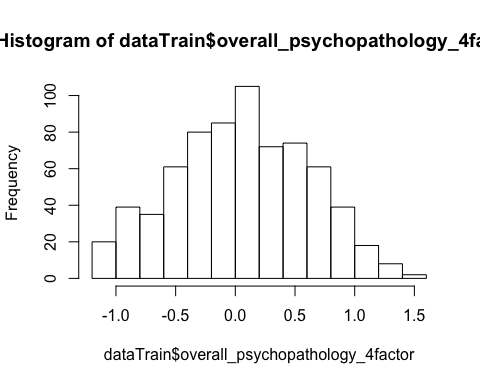 Histogram of dataTrain$overall_psychopathology_4fa
Frequency
100
80
60
40
20
0
-1.0 -0.5 0.0 0.5 1.0 1.5
dataTrain$overall_psychopathology_4factor